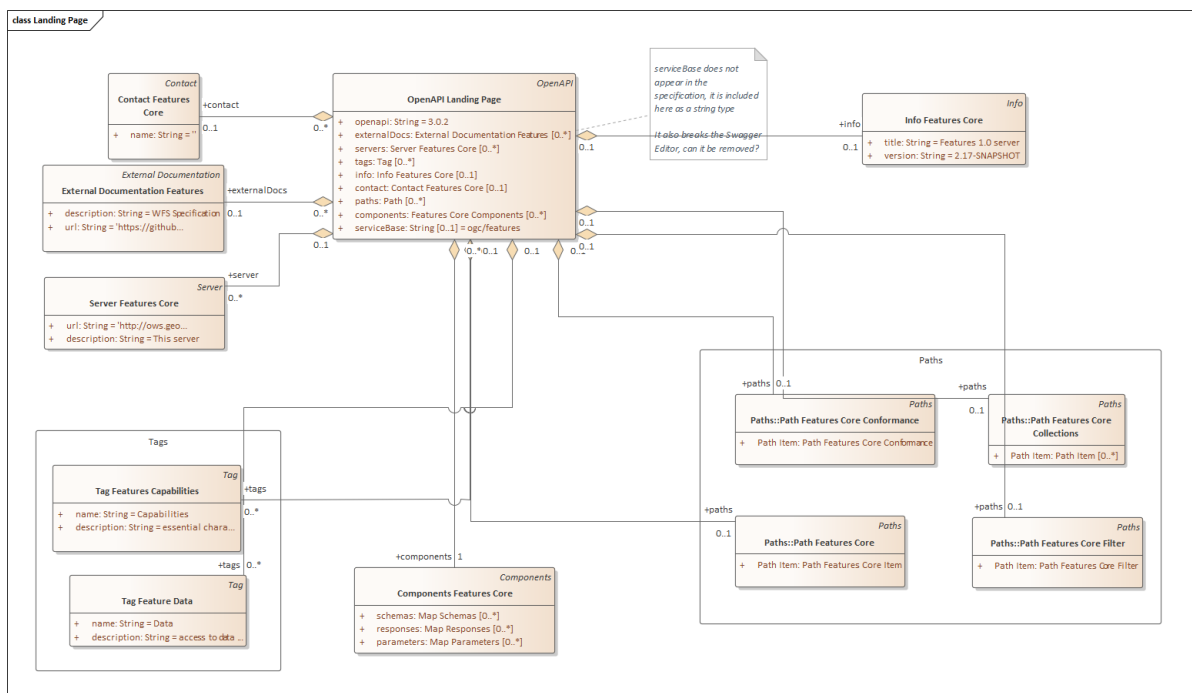 class Landing Page
Contact
Contact Features
Core
+ name: String = ''
+contact
0..1
0..*
External Documentation
External Documentation Features
+ description: String = WFS Specification
+ url: String = 'https://github...
+externalDocs
0..1
0..*
Server
Server Features Core
+ url: String = 'http://ows.geo...
+ description: String = This server
+server
0..*
0..1
OpenAPI
OpenAPI Landing Page
+ openapi: String = 3.0.2
+ externalDocs: External Documentation Features [0..*]
+ servers: Server Features Core [0..*]
+ tags: Tag [0..*]
+ info: Info Features Core [0..1]
+ contact: Contact Features Core [0..1]
+ paths: Path [0..*]
+ components: Features Core Components [0..*]
+ serviceBase: String [0..1] = ogc/features
serviceBase does not
appear in the
specification, it is included
here as a string type
It also breaks the Swagger
Editor, can it be removed?
0..1
+info
0..1
Info
Info Features Core
+ title: String = Features 1.0 server
+ version: String = 2.17-SNAPSHOT
0..1
0..1
0..*
0..1
0..1
0..1
Paths
+paths 0..1
Paths
Paths::Path Features Core Conformance
+ Path Item: Path Features Core Conformance
+paths
0..1
Paths
Paths::Path Features Core
Collections
+ Path Item: Path Item [0..*]
+paths
0..1
Paths
Paths::Path Features Core
+ Path Item: Path Features Core Item
+paths 0..1
Paths
Paths::Path Features Core Filter
+ Path Item: Path Features Core Filter
Tags
Tag
Tag Features Capabilities
+ name: String = Capabilities
+ description: String = essential chara...
+tags
0..*
+tags 0..*
Tag
Tag Feature Data
+ name: String = Data
+ description: String = access to data ...
+components 1
Components
Components Features Core
+ schemas: Map Schemas [0..*]
+ responses: Map Responses [0..*]
+ parameters: Map Parameters [0..*]